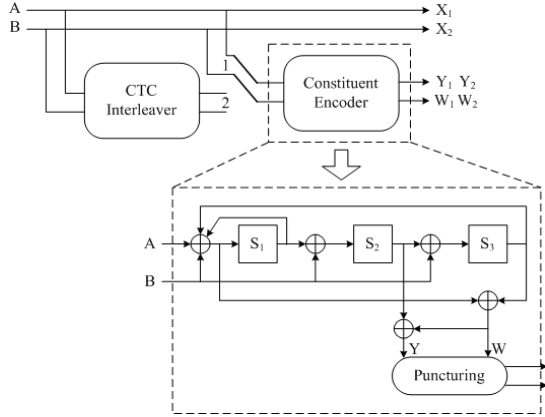 A X₁
B X₂
1
CTC
Interleaver
2
Constituent
Encoder
Y₁ Y₂
W₁ W₂
A S₁ S₂ S₃
B
Y W
Puncturing